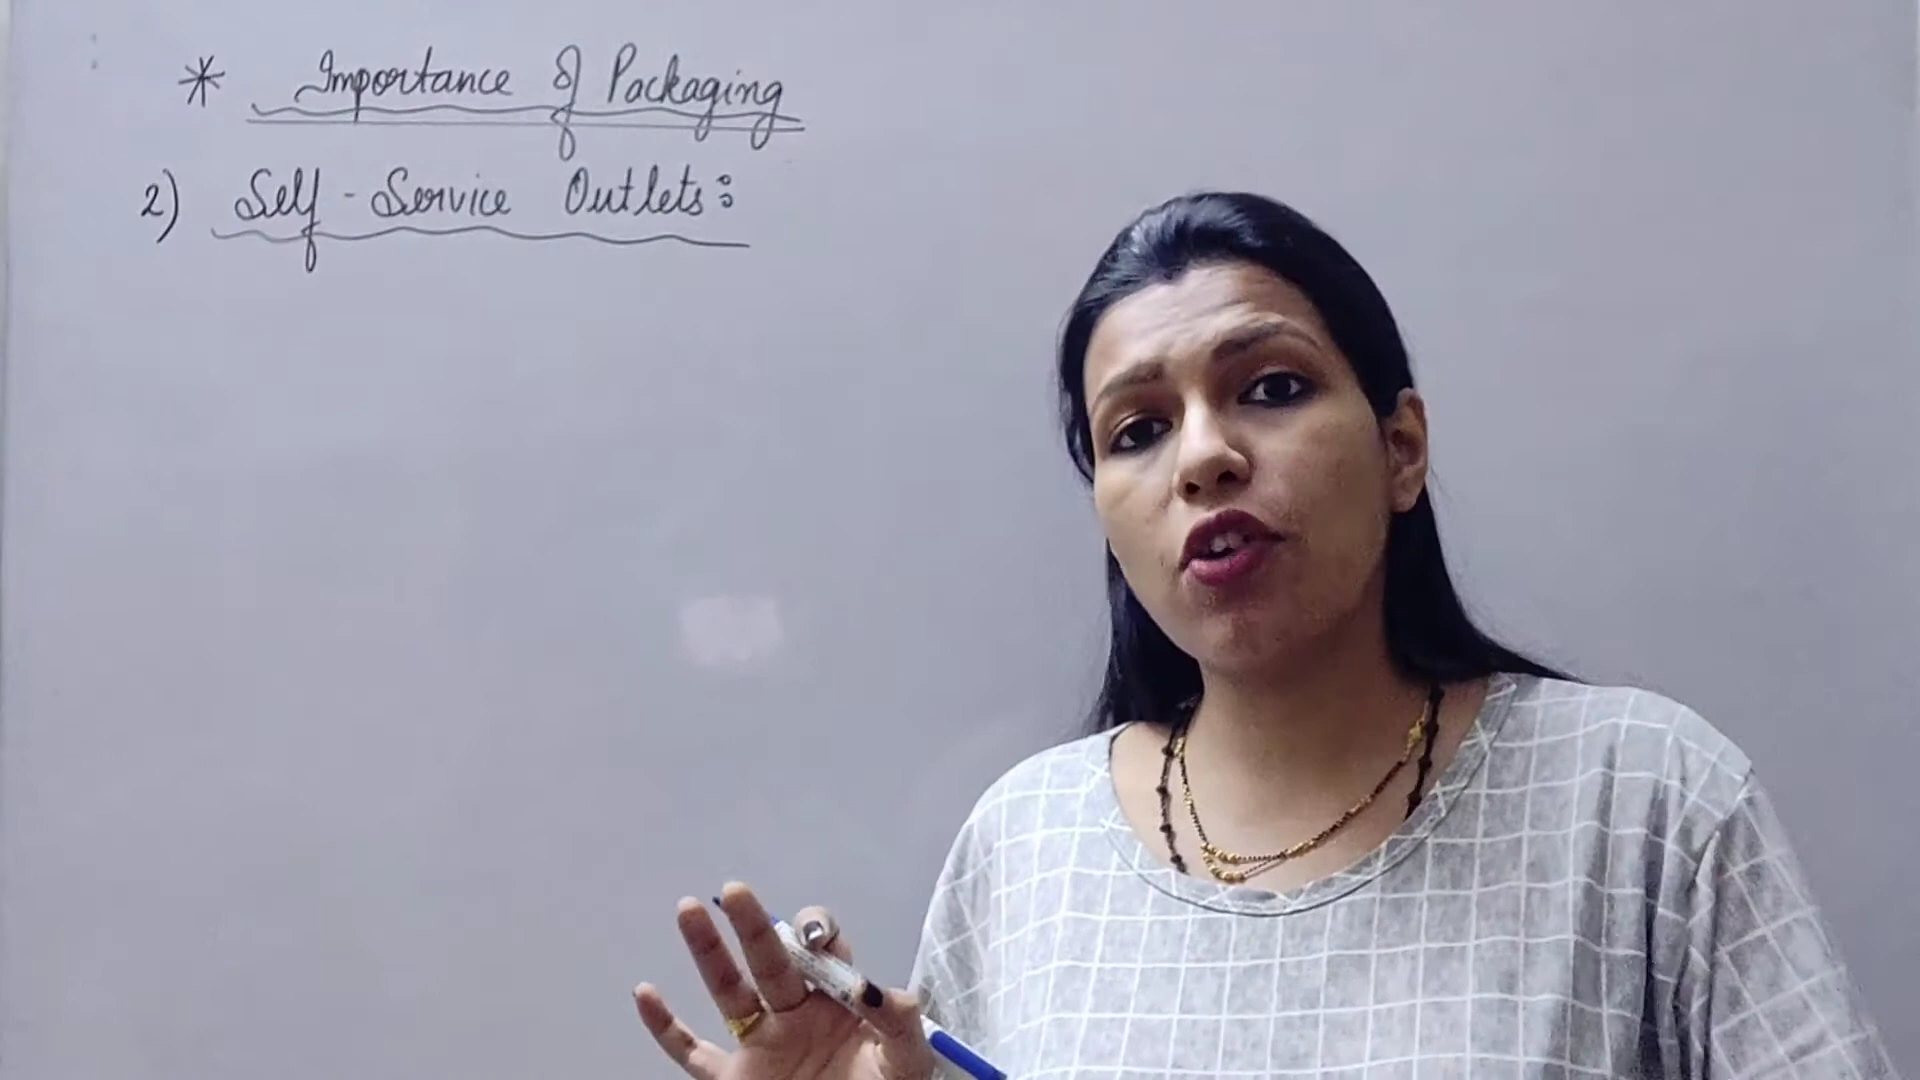 * Importance of Packaging
2) Self-Service Outlets: